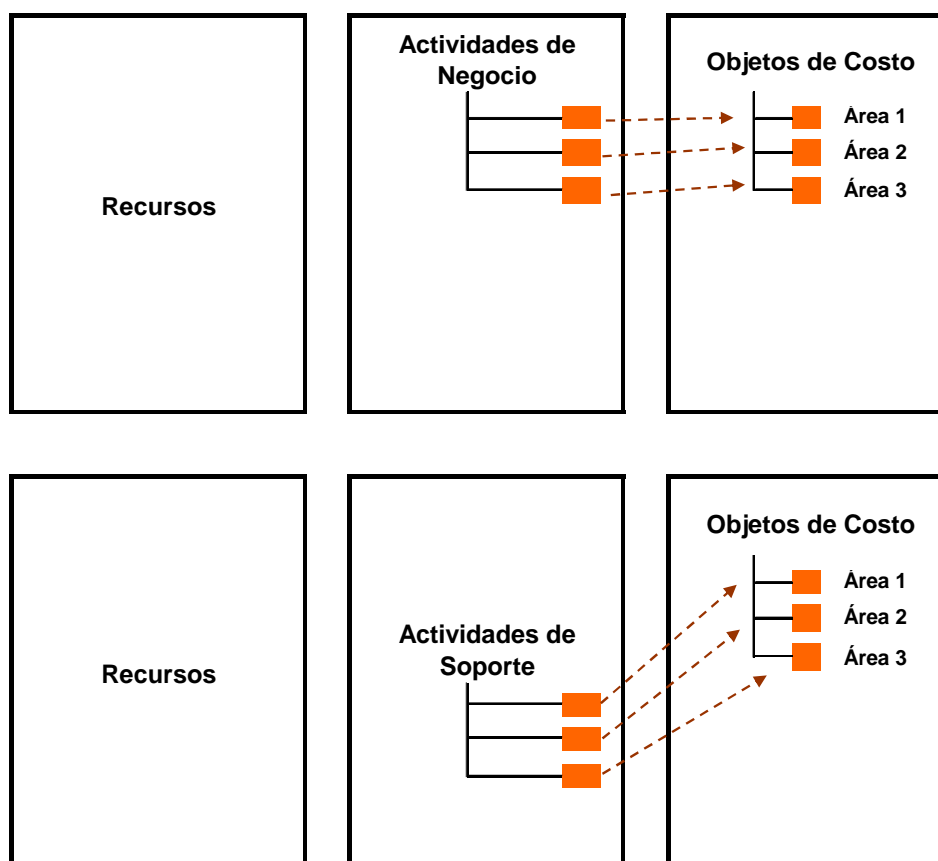 Actividades de
Negocio
Objetos de Costo
Área 1
Área 2
Área 3
Recursos
Objetos de Costo
Área 1
Área 2
Área 3
Actividades de
Soporte
Recursos